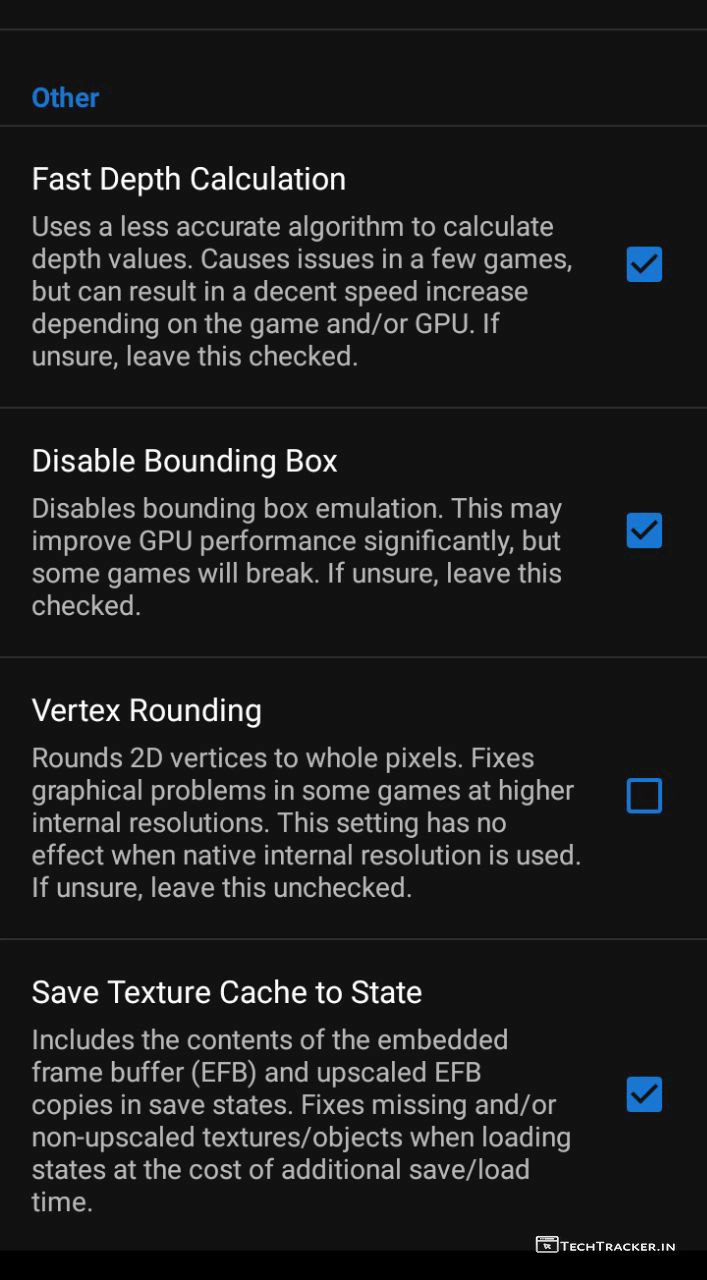 Other
Fast Depth Calculation
Uses a less accurate algorithm to calculate
depth values. Causes issues in a few games,
but can result in a decent speed increase
depending on the game and/or GPU. If
unsure, leave this checked.
Disable Bounding Box
Disables bounding box emulation. This may
improve GPU performance significantly, but
some games will break. If unsure, leave this
checked.
Vertex Rounding
Rounds 2D vertices to whole pixels. Fixes
graphical problems in some games at higher
internal resolutions. This setting has no
effect when native internal resolution is used.
If unsure, leave this unchecked.
Save Texture Cache to State
Includes the contents of the embedded
frame buffer (EFB) and upscaled EFB
copies in save states. Fixes missing and/or
non-upscaled textures/objects when loading
states at the cost of additional save/load
time.
TECHTRACKER.IN